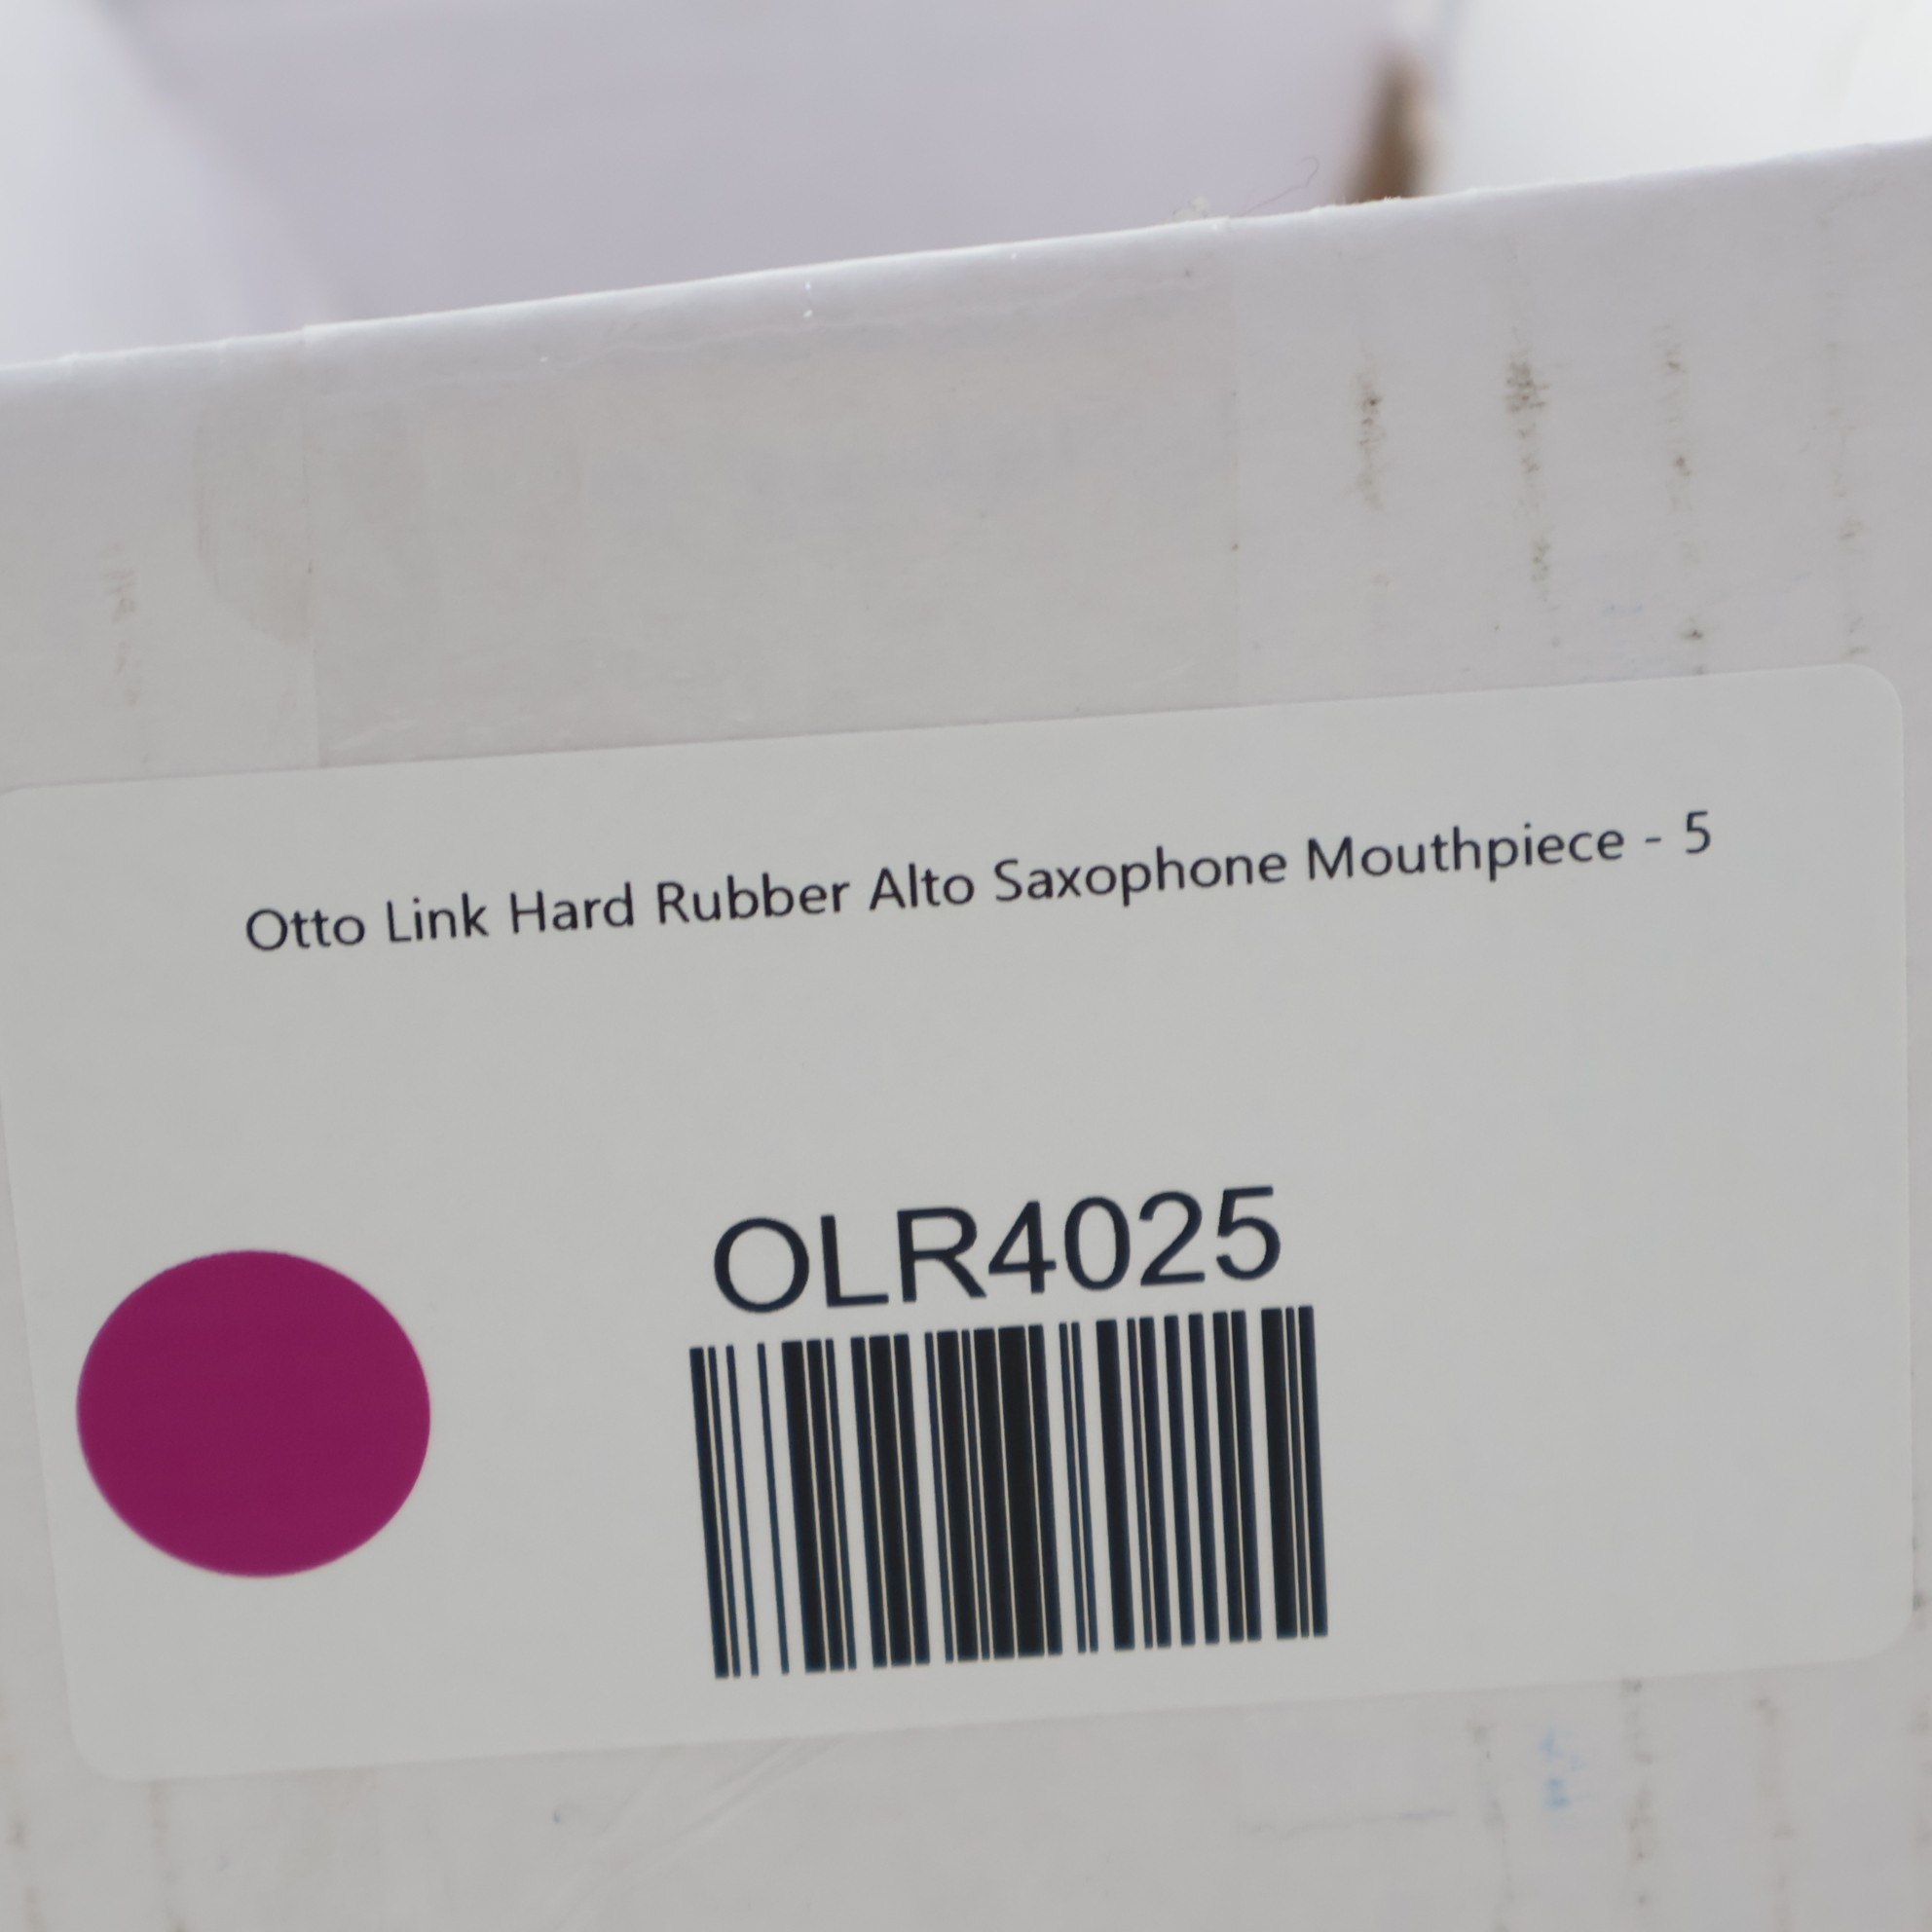 Otto Link Hard Rubber Alto Saxophone Mouthpiece - 5
OLR4025